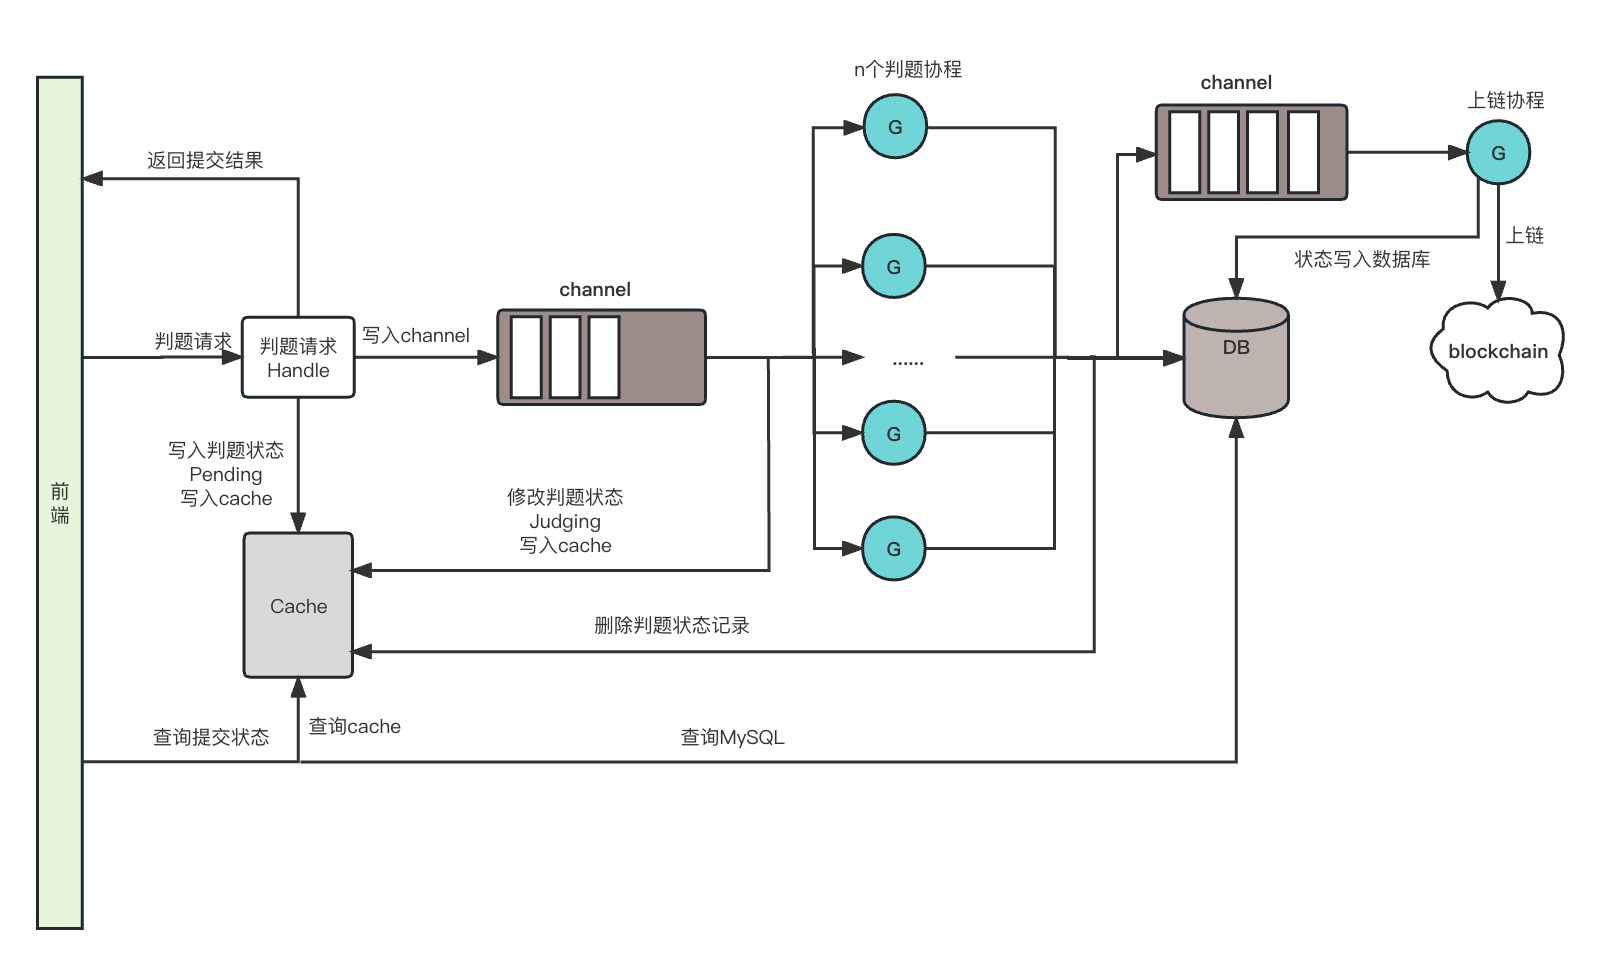 n个判题协程
channel
上链协程
G
G
返回提交结果
上链
状态写入数据库
G
channel
判题请求
判题请求
Handle
写入channel
......
DB
blockchain
G
写入判题状态
Pending
写入cache
前
端
修改判题状态
Judging
写入cache
G
Cache
删除判题状态记录
查询提交状态
查询cache
查询MySQL